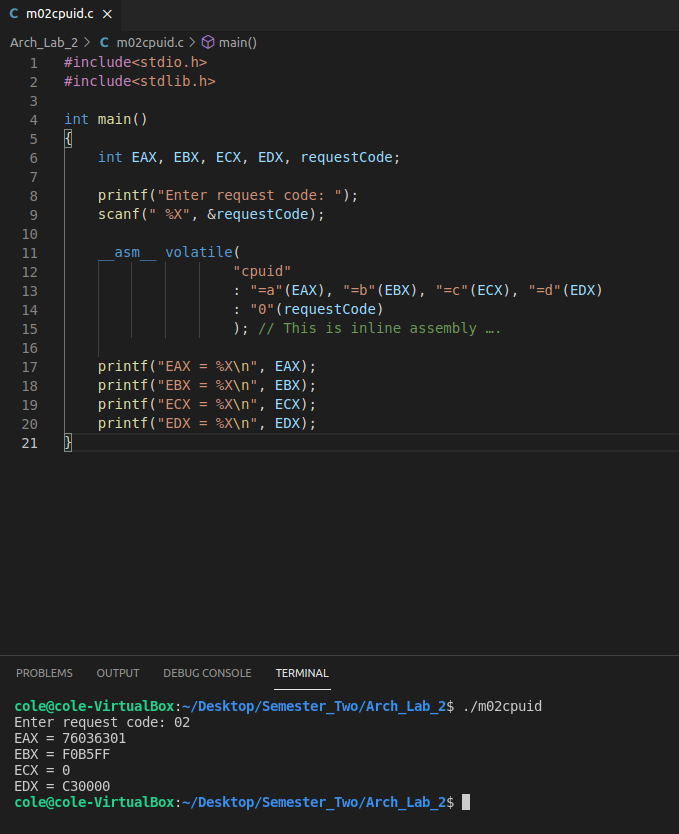 C m02cpuid.c ×
Arch_Lab_2 > C m02cpuid.c > main()
1 #include<stdio.h>
2 #include<stdlib.h>
3
4 int main()
5 {
6     int EAX, EBX, ECX, EDX, requestCode;
7
8     printf("Enter request code: ");
9     scanf(" %X", &requestCode);
10
11     __asm__ volatile(
12                     "cpuid"
13                     : "=a"(EAX), "=b"(EBX), "=c"(ECX), "=d"(EDX)
14                     : "0"(requestCode)
15                     ); // This is inline assembly ….
16
17     printf("EAX = %X\n", EAX);
18     printf("EBX = %X\n", EBX);
19     printf("ECX = %X\n", ECX);
20     printf("EDX = %X\n", EDX);
21 }
PROBLEMS OUTPUT DEBUG CONSOLE TERMINAL
cole@cole-VirtualBox:~/Desktop/Semester_Two/Arch_Lab_2$ ./m02cpuid
Enter request code: 02
EAX = 76036301
EBX = F0B5FF
ECX = 0
EDX = C30000
cole@cole-VirtualBox:~/Desktop/Semester_Two/Arch_Lab_2$